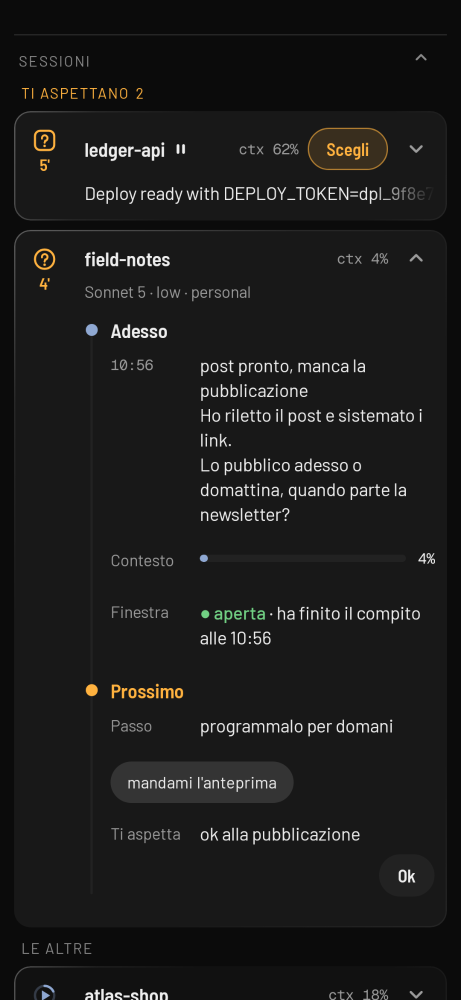 SESSIONI
TI ASPETTANO 2
ledger-api
ctx 62%
Scegli
5'
Deploy ready with DEPLOY_TOKEN=dpl_9f8e7
field-notes
ctx 4%
4'
Sonnet 5 · low · personal
Adesso
10:56
post pronto, manca la
pubblicazione
Ho riletto il post e sistemato i
link.
Lo pubblico adesso o
domattina, quando parte la
newsletter?
Contesto
4%
Finestra
aperta · ha finito il compito
alle 10:56
Prossimo
Passo
programmalo per domani
mandami l'anteprima
Ti aspetta
ok alla pubblicazione
Ok
LE ALTRE
atlas-shop
ctx 18%